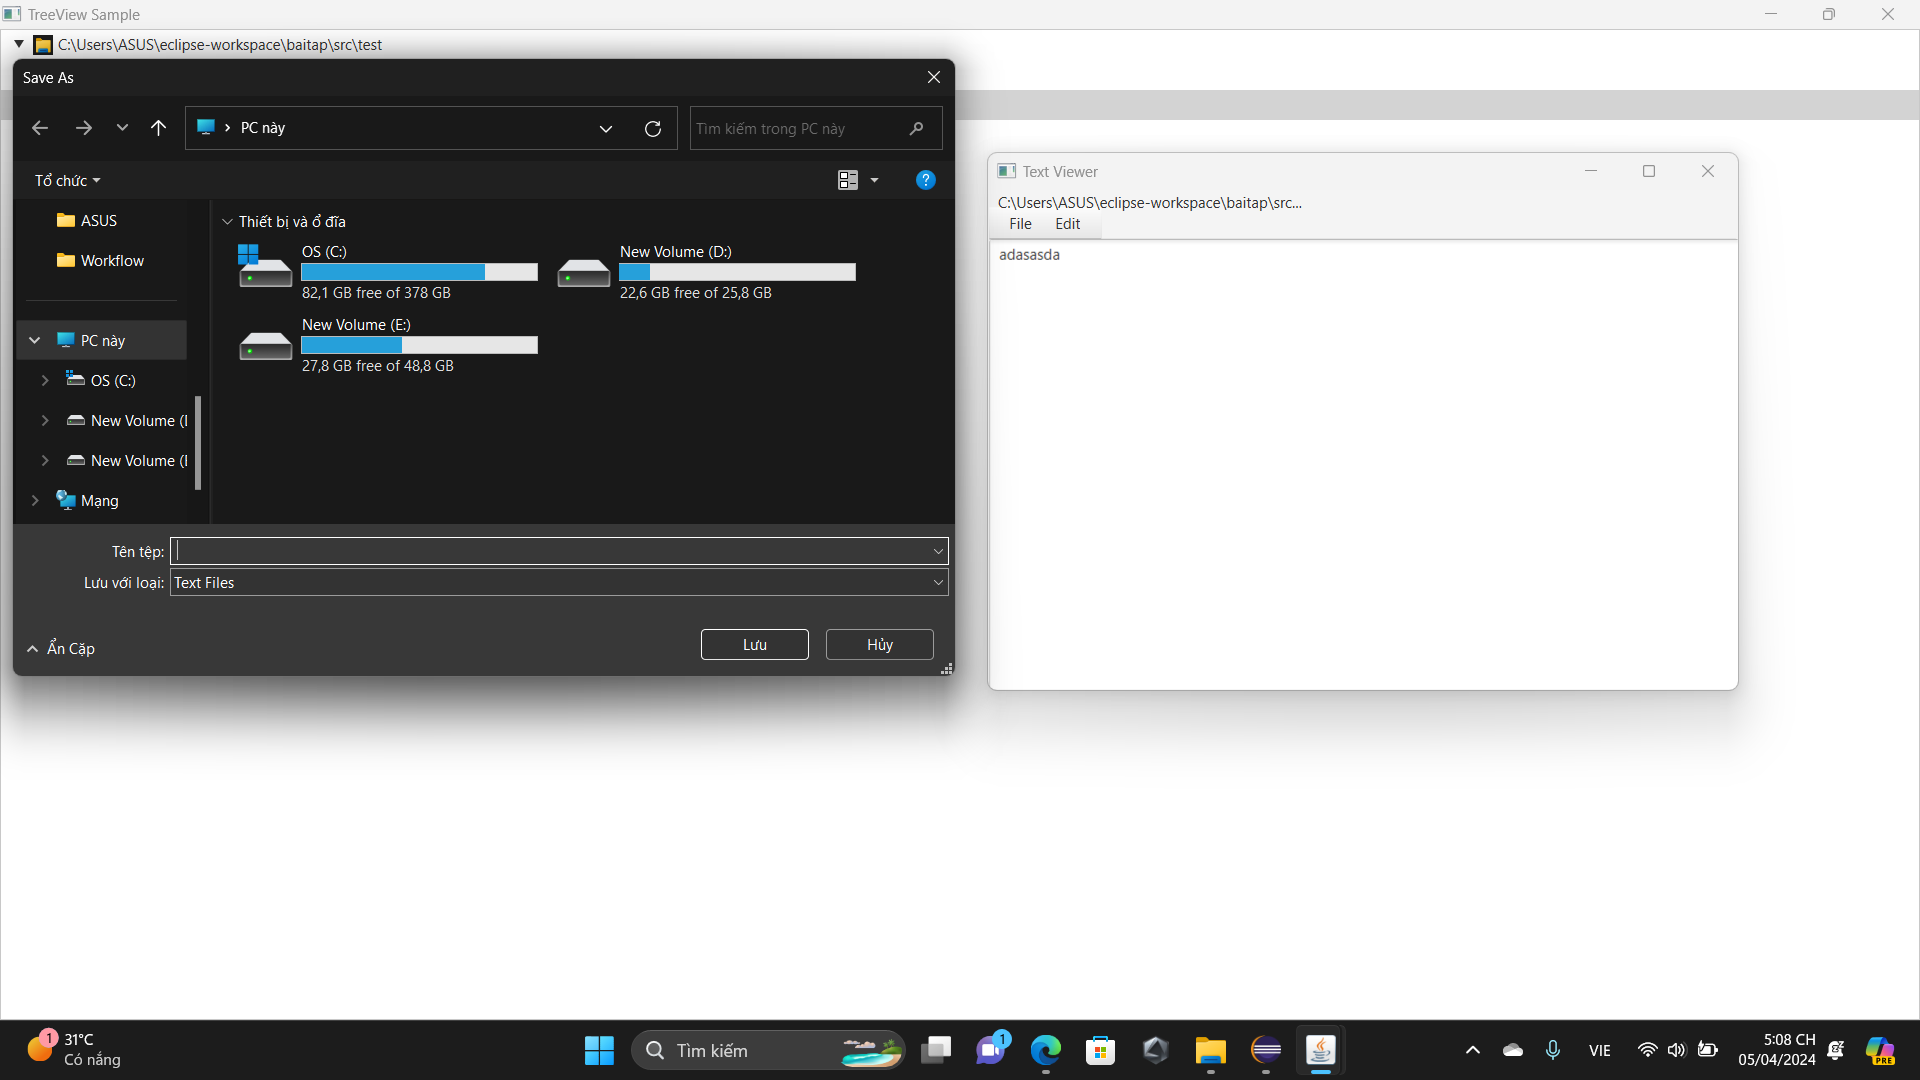 TreeView Sample
C:\Users\ASUS\eclipse-workspace\baitap\src\test
Save As
PC này
Tìm kiếm trong PC này
Tổ chức
?
ASUS
Workflow
PC này
OS (C:)
New Volume (
New Volume (
Mạng
Thiết bị và ổ đĩa
OS (C:)
82,1 GB free of 378 GB
New Volume (D:)
22,6 GB free of 25,8 GB
New Volume (E:)
27,8 GB free of 48,8 GB
Tên tệp:
Lưu với loại: Text Files
Ẩn Cặp
Lưu
Hủy
Text Viewer
C:\Users\ASUS\eclipse-workspace\baitap\src...
File Edit
adasasda
1
31°C
Có nắng
Tìm kiếm
1
VIE
5:08 CH
05/04/2024
PRE